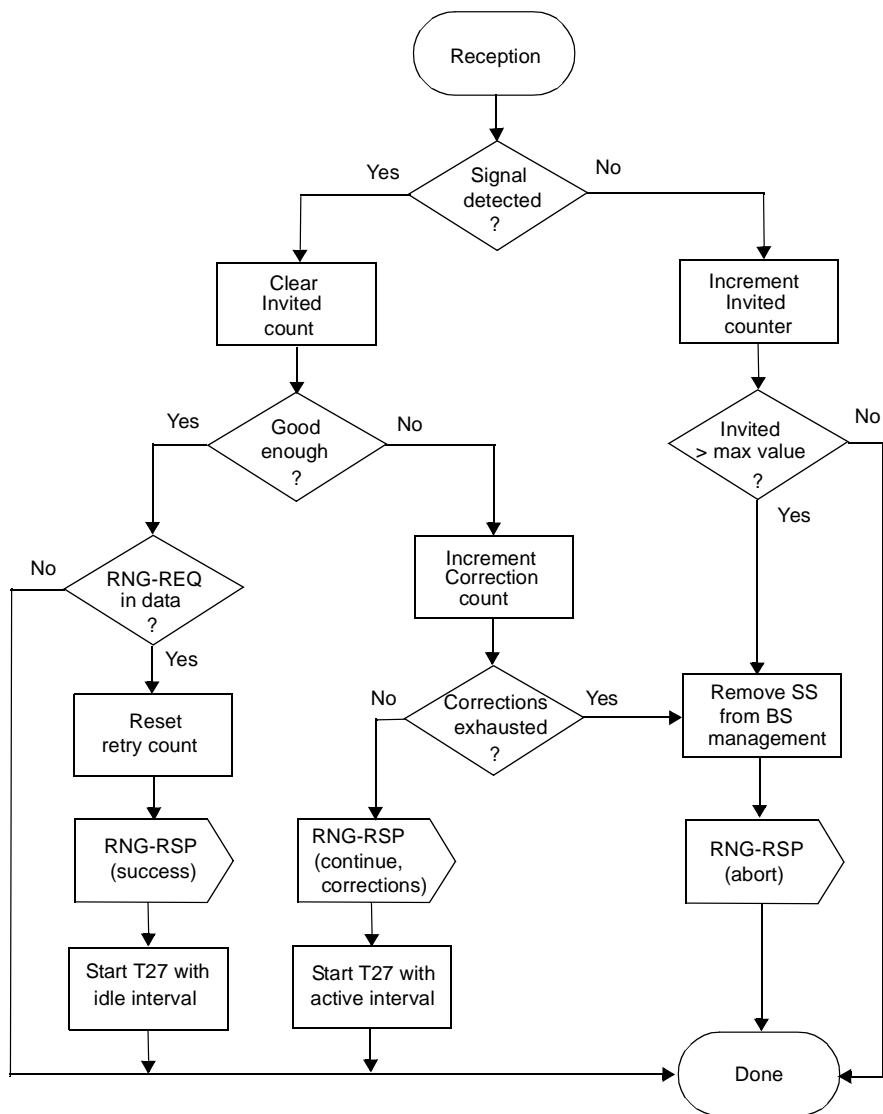 Reception
Yes
Signal
detected
?
No
Clear
Invited
count
Increment
Invited
counter
Yes
Good
enough
?
No
Invited
> max value
?
No
Yes
No
RNG-REQ
in data
?
Yes
Increment
Correction
count
No
Corrections
exhausted
?
Yes
Reset
retry count
Remove SS
from BS
management
RNG-RSP
(success)
RNG-RSP
(continue,
corrections)
RNG-RSP
(abort)
Start T27 with
idle interval
Start T27 with
active interval
Done